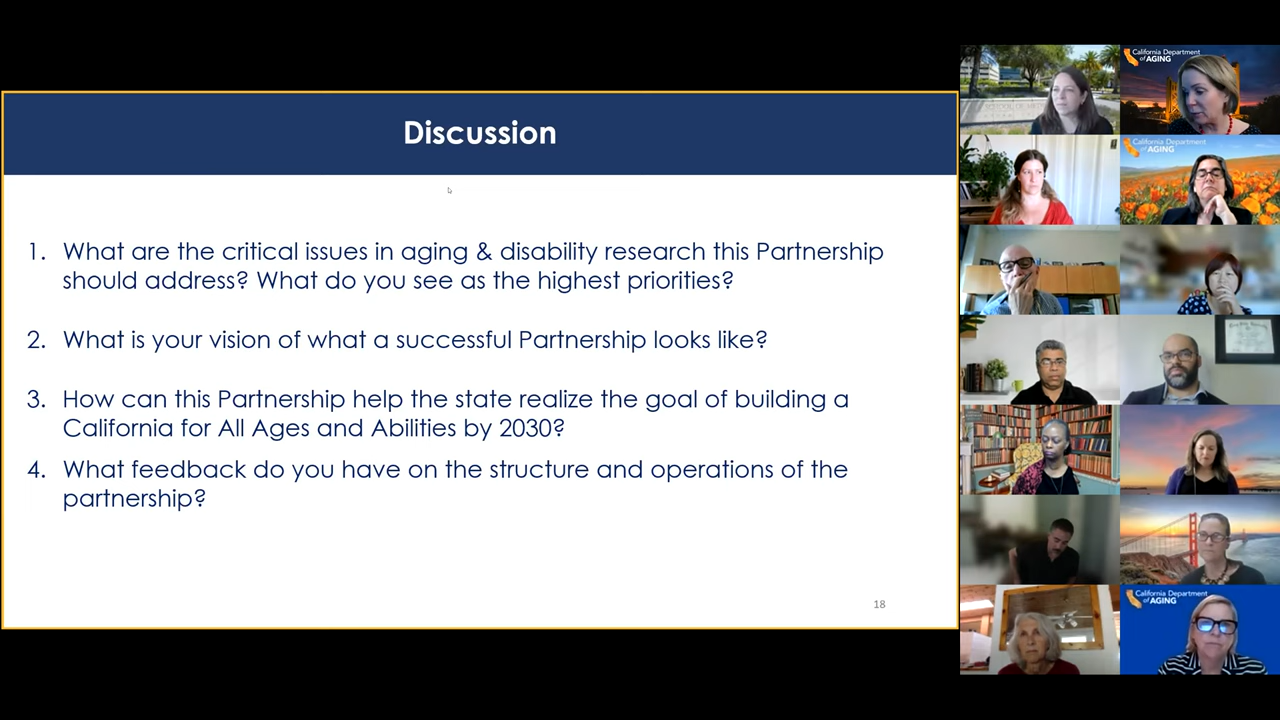 Discussion
1. What are the critical issues in aging & disability research this Partnership
should address? What do you see as the highest priorities?
2. What is your vision of what a successful Partnership looks like?
3. How can this Partnership help the state realize the goal of building a
California for All Ages and Abilities by 2030?
4. What feedback do you have on the structure and operations of the
partnership?
18
California Department
of AGING
California Department
of AGING
SCHOOL OF MED
California Department
of AGING